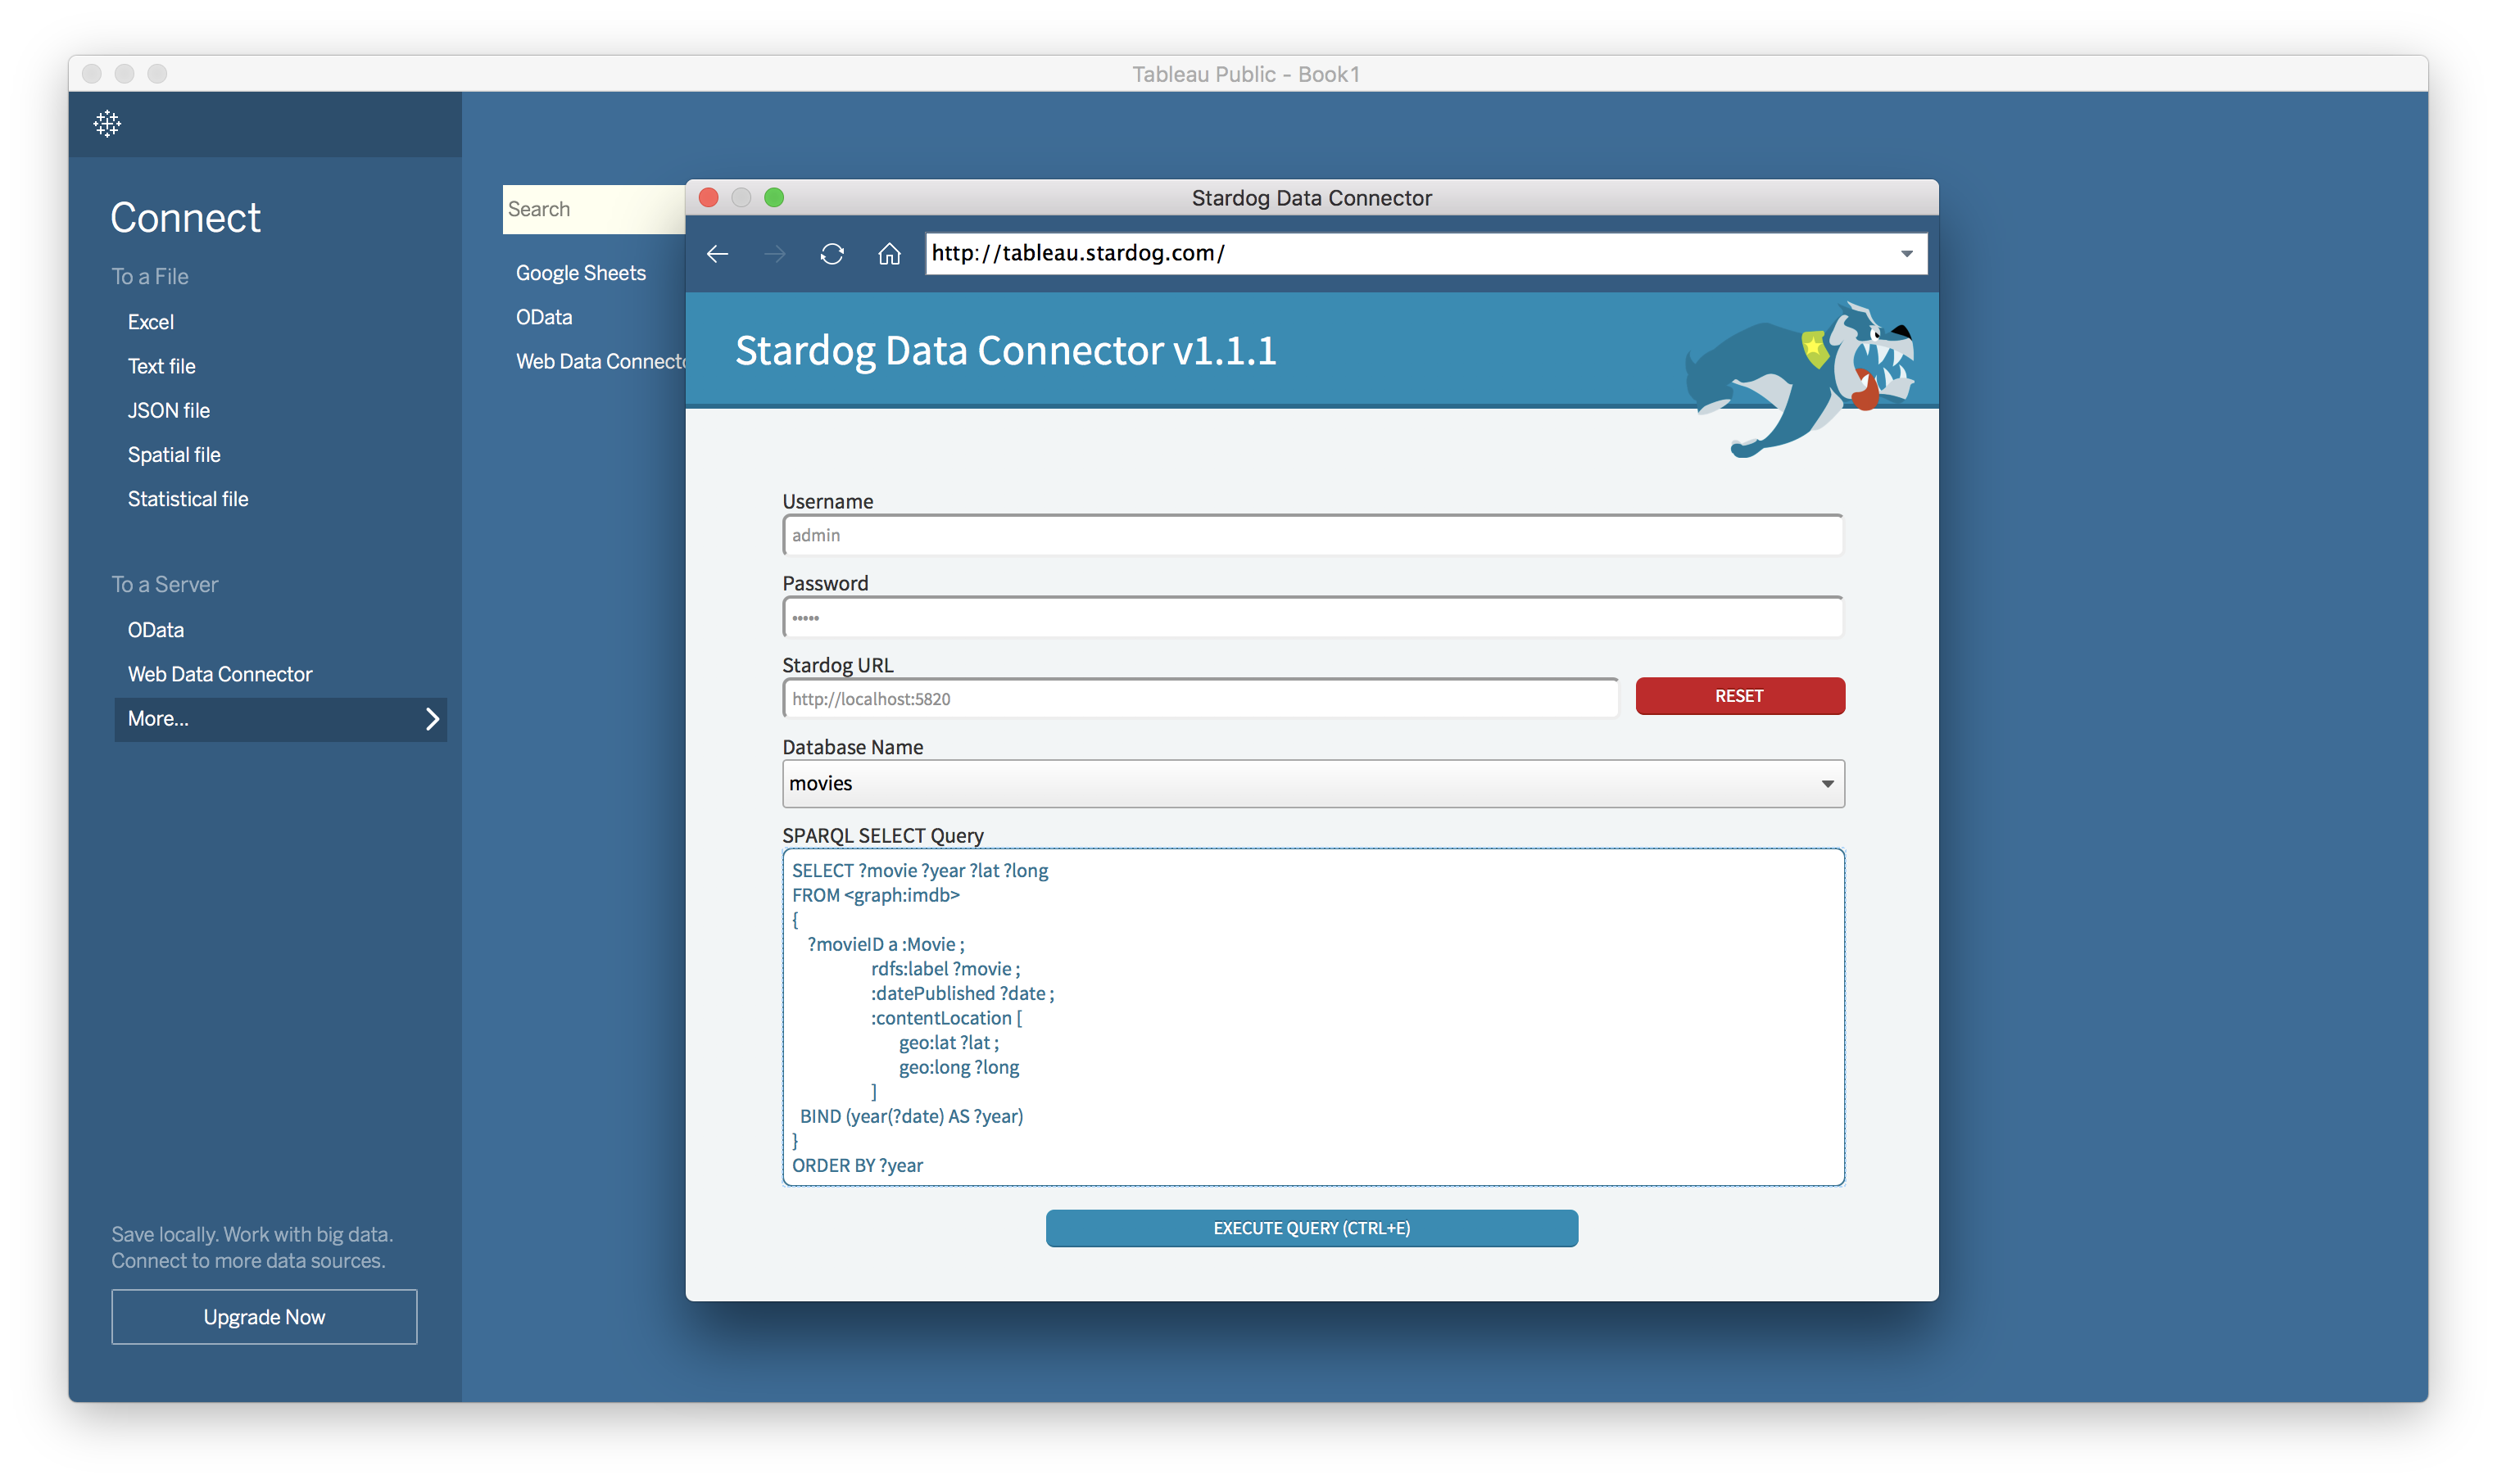 Tableau Public - Book1
Connect
To a File
Excel
Text file
JSON file
Spatial file
Statistical file
To a Server
OData
Web Data Connector
More...
Save locally. Work with big data.
Connect to more data sources.
Upgrade Now
Search
Google Sheets
OData
Web Data Connecto
Stardog Data Connector
http://tableau.stardog.com/
Stardog Data Connector v1.1.1
Username
admin
Password
•••••
Stardog URL
http://localhost:5820
RESET
Database Name
movies
SPARQL SELECT Query
SELECT ?movie ?year ?lat ?long
FROM <graph:imdb>
{
?movieID a :Movie ;
rdfs:label ?movie ;
:datePublished ?date ;
:contentLocation [
geo:lat ?lat ;
geo:long ?long
]
BIND (year(?date) AS ?year)
}
ORDER BY ?year
EXECUTE QUERY (CTRL+E)